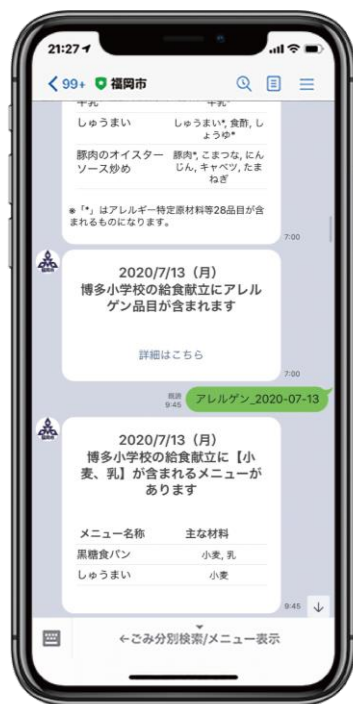 21:27
99+ 福岡市
牛乳 牛乳*
しゅうまい しゅうまい*, 食酢, し
ょうゆ*
豚肉のオイスター 豚肉*, こまつな, にん
ソース炒め じん, キャベツ, たま
ねぎ
※「*」はアレルギー特定原材料等28品目が含
まれるものになります。
7:00
2020/7/13（月）
博多小学校の給食献立にアレル
ゲン品目が含まれます
詳細はこちら
7:00
既読
9:45 アレルゲン_2020-07-13
2020/7/13（月）
博多小学校の給食献立に【小
麦、乳】が含まれるメニューが
あります
メニュー名称 主な材料
黒糖食パン 小麦, 乳
しゅうまい 小麦
9:45
←ごみ分別検索/メニュー表示